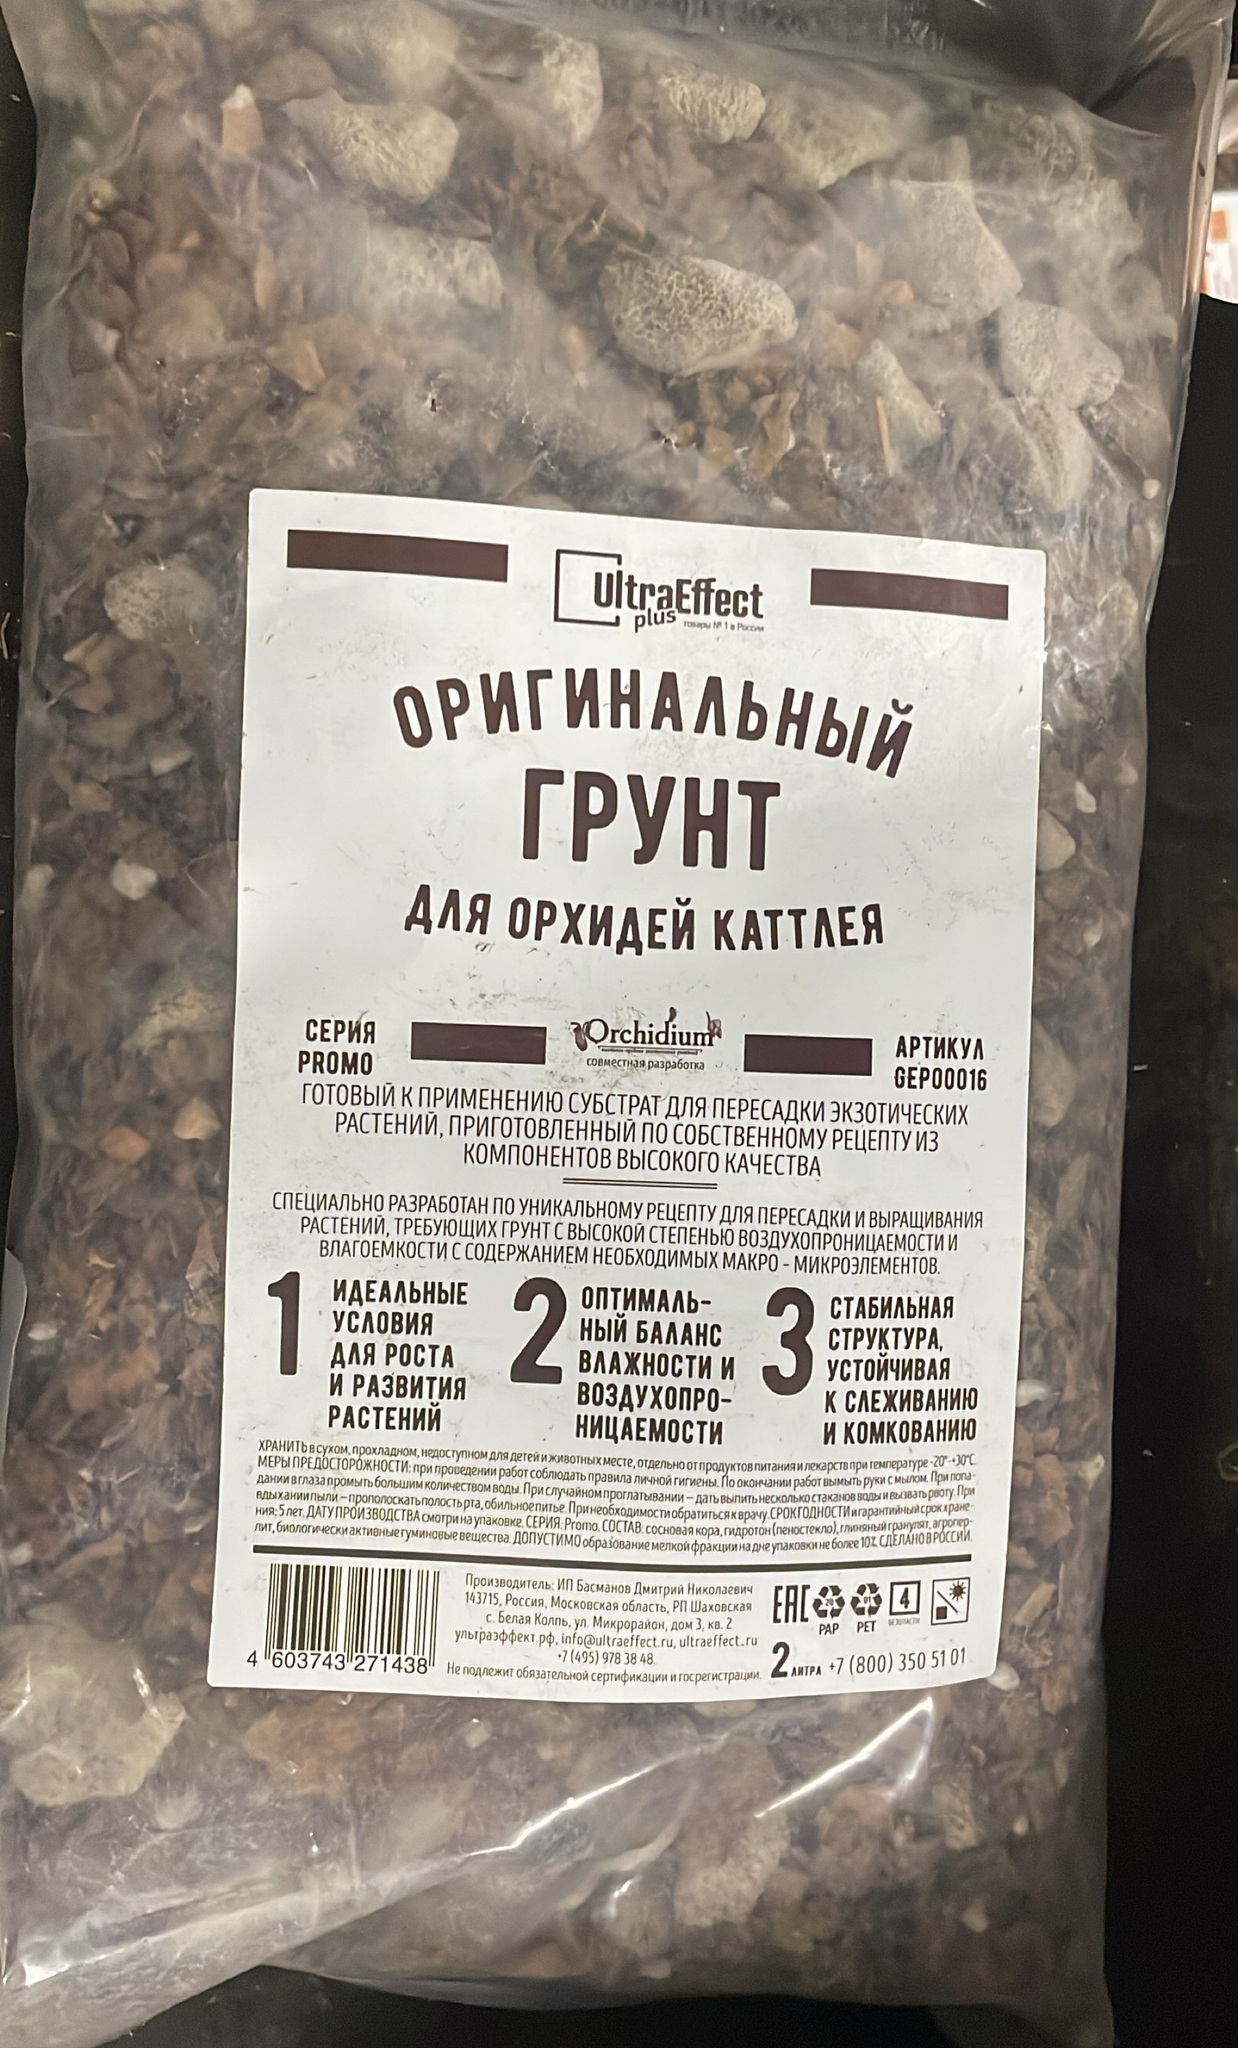 UltraEffect
plus товары № 1 в России
ОРИГИНАЛЬНЫЙ
ГРУНТ
ДЛЯ ОРХИДЕЙ КАТТЛЕЯ
СЕРИЯ
PROMO
Orchidium
совместная разработка
АРТИКУЛ
GEP00016
ГОТОВЫЙ К ПРИМЕНЕНИЮ СУБСТРАТ ДЛЯ ПЕРЕСАДКИ ЭКЗОТИЧЕСКИХ
РАСТЕНИЙ, ПРИГОТОВЛЕННЫЙ ПО СОБСТВЕННОМУ РЕЦЕПТУ ИЗ
КОМПОНЕНТОВ ВЫСОКОГО КАЧЕСТВА
СПЕЦИАЛЬНО РАЗРАБОТАН ПО УНИКАЛЬНОМУ РЕЦЕПТУ ДЛЯ ПЕРЕСАДКИ И ВЫРАЩИВАНИЯ
РАСТЕНИЙ, ТРЕБУЮЩИХ ГРУНТ С ВЫСОКОЙ СТЕПЕНЬЮ ВОЗДУХОПРОНИЦАЕМОСТИ И
ВЛАГОЕМКОСТИ С СОДЕРЖАНИЕМ НЕОБХОДИМЫХ МАКРО - МИКРОЭЛЕМЕНТОВ.
1
ИДЕАЛЬНЫЕ
УСЛОВИЯ
ДЛЯ РОСТА
И РАЗВИТИЯ
РАСТЕНИЙ
2
ОПТИМАЛЬ-
НЫЙ БАЛАНС
ВЛАЖНОСТИ И
ВОЗДУХОПРО-
НИЦАЕМОСТИ
3
СТАБИЛЬНАЯ
СТРУКТУРА,
УСТОЙЧИВАЯ
К СЛЕЖИВАНИЮ
И КОМКОВАНИЮ
ХРАНИТЬ в сухом, прохладном, недоступном для детей и животных месте, отдельно от продуктов питания и лекарств при температуре -20°-+30°С.
МЕРЫ ПРЕДОСТОРОЖНОСТИ: при проведении работ соблюдать правила личной гигиены. По окончании работ вымыть руки с мылом. При попа-
дании в глаза промыть большим количеством воды. При случайном проглатывании – дать выпить несколько стаканов воды и вызвать рвоту. При
вдыхании пыли – прополоскать полость рта, обильное питье. При необходимости обратиться к врачу. СРОК ГОДНОСТИ и гарантийный срок хране-
ния: 5 лет. ДАТУ ПРОИЗВОДСТВА смотри на упаковке. СЕРИЯ: Promo. СОСТАВ: сосновая кора, гидротон (пеностекло), глиняный гранулят, агропер-
лит, биологически активные гуминовые вещества. ДОПУСТИМО образование мелкой фракции на дне упаковки не более 10%. СДЕЛАНО В РОССИИ.
4 603743 271438
Производитель: ИП Басманов Дмитрий Николаевич
143715, Россия, Московская область, РП Шаховская
с. Белая Колпь, ул. Микрорайон, дом 3, кв. 2
ультраэффект.рф, info@ultraeffect.ru, ultraeffect.ru
+7 (495) 978 38 48.
Не подлежит обязательной сертификации и госрегистрации.
EAC
20
PAP
01
PET
4
2 ЛИТРА +7 (800) 350 51 01